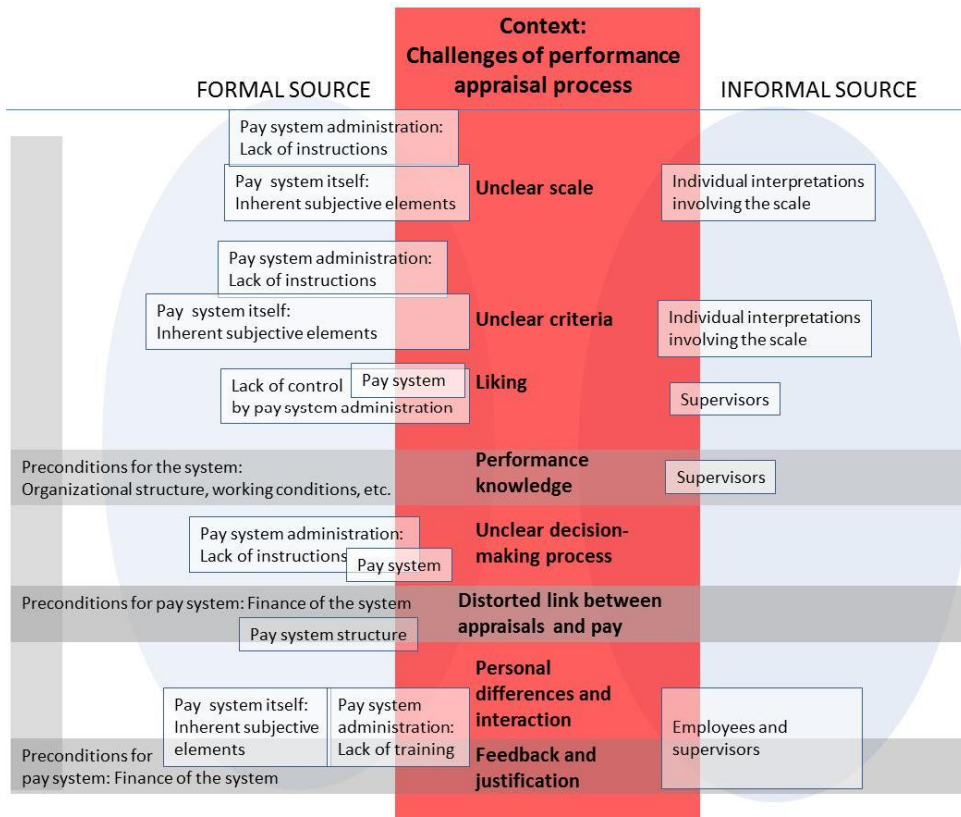 Context:
Challenges of performance
appraisal process
FORMAL SOURCE
INFORMAL SOURCE
Pay system administration:
Lack of instructions
Pay system itself:
Inherent subjective elements
Unclear scale
Individual interpretations
involving the scale
Pay system administration:
Lack of instructions
Pay system itself:
Inherent subjective elements
Unclear criteria
Individual interpretations
involving the scale
Lack of control
by pay system administration
Pay system
Liking
Supervisors
Preconditions for the system:
Organizational structure, working conditions, etc.
Performance
knowledge
Supervisors
Pay system administration:
Lack of instructions
Pay system
Unclear decision-
making process
Preconditions for pay system: Finance of the system
Pay system structure
Distorted link between
appraisals and pay
Pay system itself:
Inherent subjective
elements
Pay system
administration:
Lack of training
Personal
differences and
interaction
Employees and
supervisors
Preconditions for
pay system: Finance of the system
Feedback and
justification